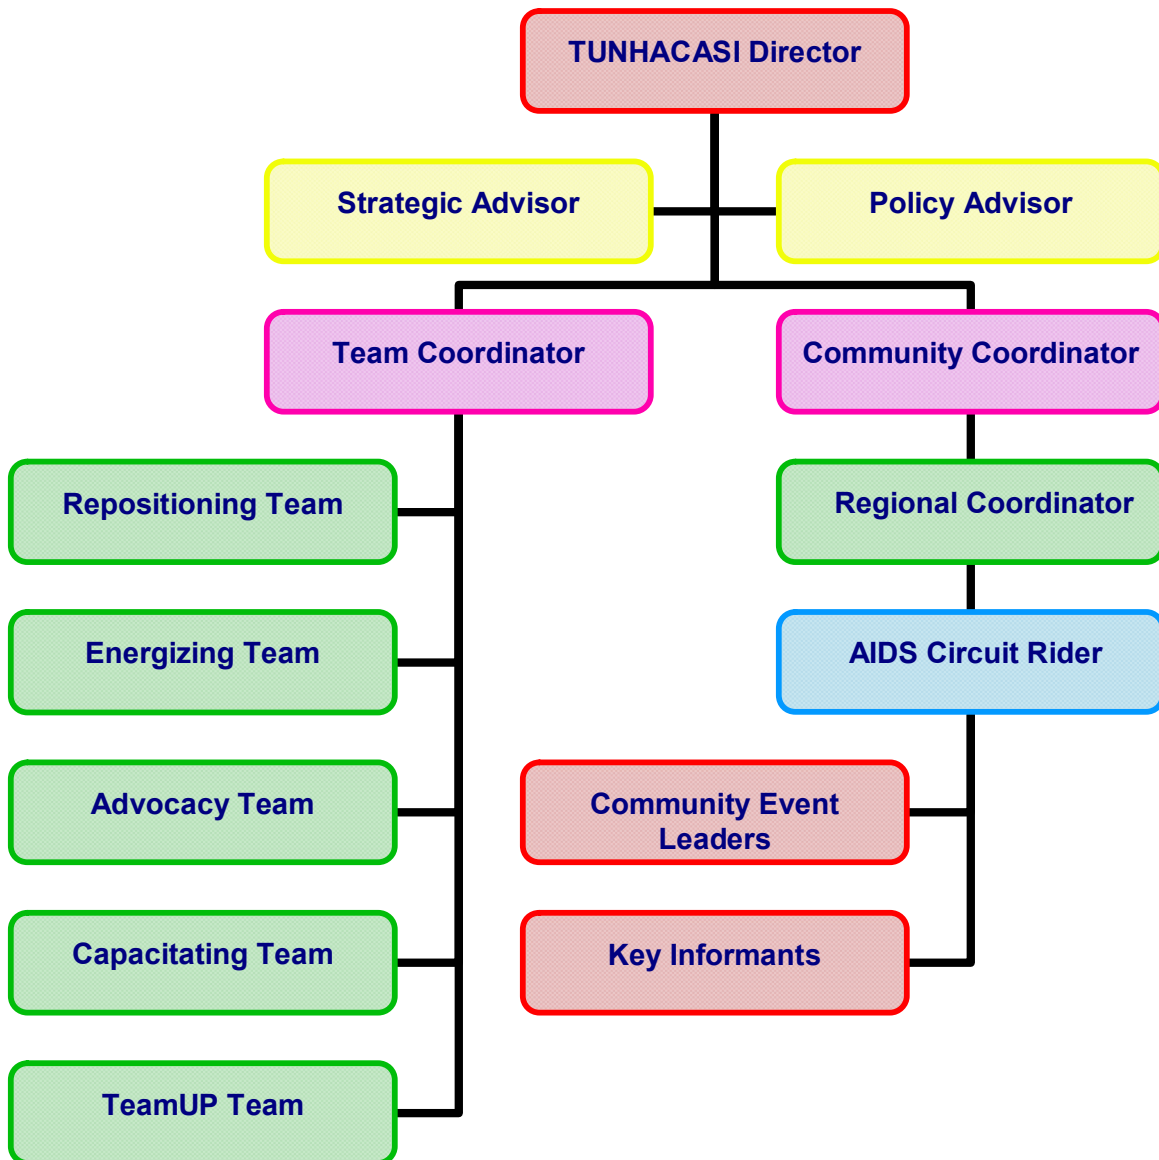 TUNHACASI Director
Strategic Advisor
Policy Advisor
Team Coordinator
Community Coordinator
Repositioning Team
Regional Coordinator
Energizing Team
AIDS Circuit Rider
Advocacy Team
Community Event
Leaders
Capacitating Team
Key Informants
TeamUP Team